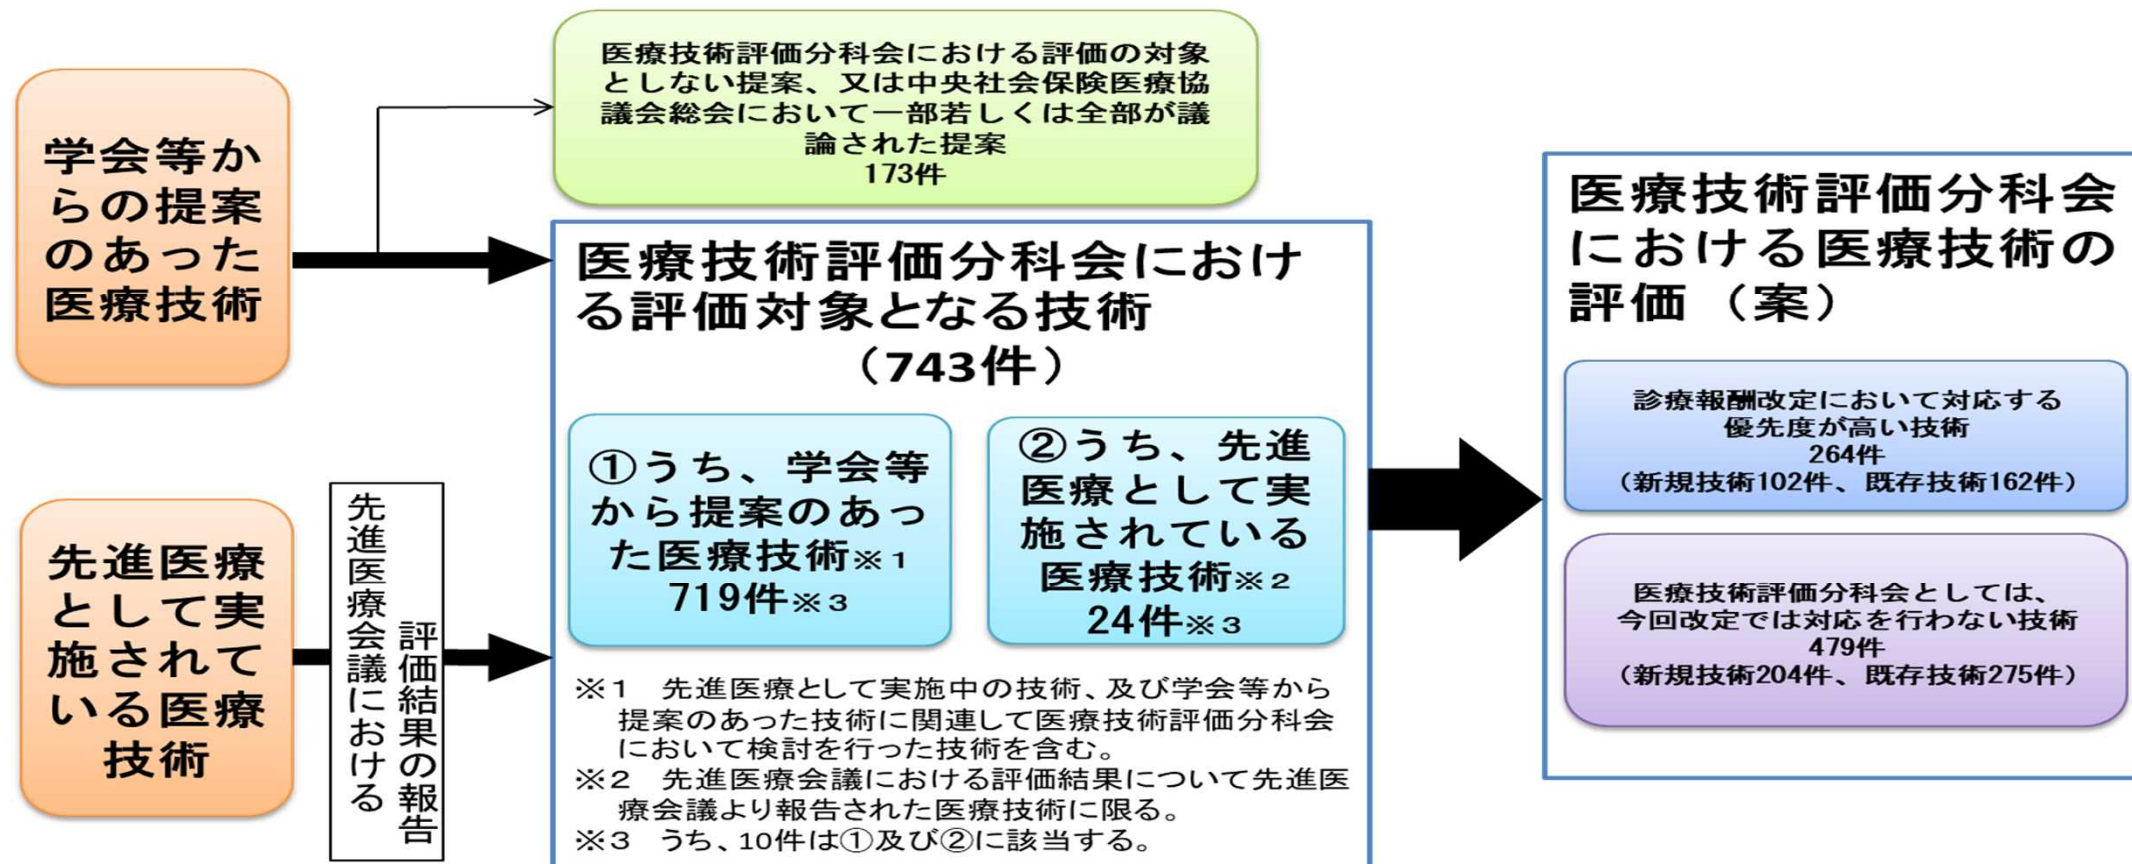 学会等か
らの提案
のあった
医療技術
医療技術評価分科会における評価の対象
としない提案、又は中央社会保険医療協
議会総会において一部若しくは全部が議
論された提案
173件
先進医療
として実
施されて
いる医療
技術
先進医療会議における
評価結果の報告
医療技術評価分科会におけ
る評価対象となる技術
（743件）
①うち、学会等
から提案のあっ
た医療技術※1
719件※3
②うち、先進
医療として実
施されている
医療技術※2
24件※3
※1　先進医療として実施中の技術、及び学会等から
提案のあった技術に関連して医療技術評価分科会
において検討を行った技術を含む。
※2　先進医療会議における評価結果について先進医
療会議より報告された医療技術に限る。
※3　うち、10件は①及び②に該当する。
医療技術評価分科会
における医療技術の
評価（案）
診療報酬改定において対応する
優先度が高い技術
264件
（新規技術102件、既存技術162件）
医療技術評価分科会としては、
今回改定では対応を行わない技術
479件
（新規技術204件、既存技術275件）